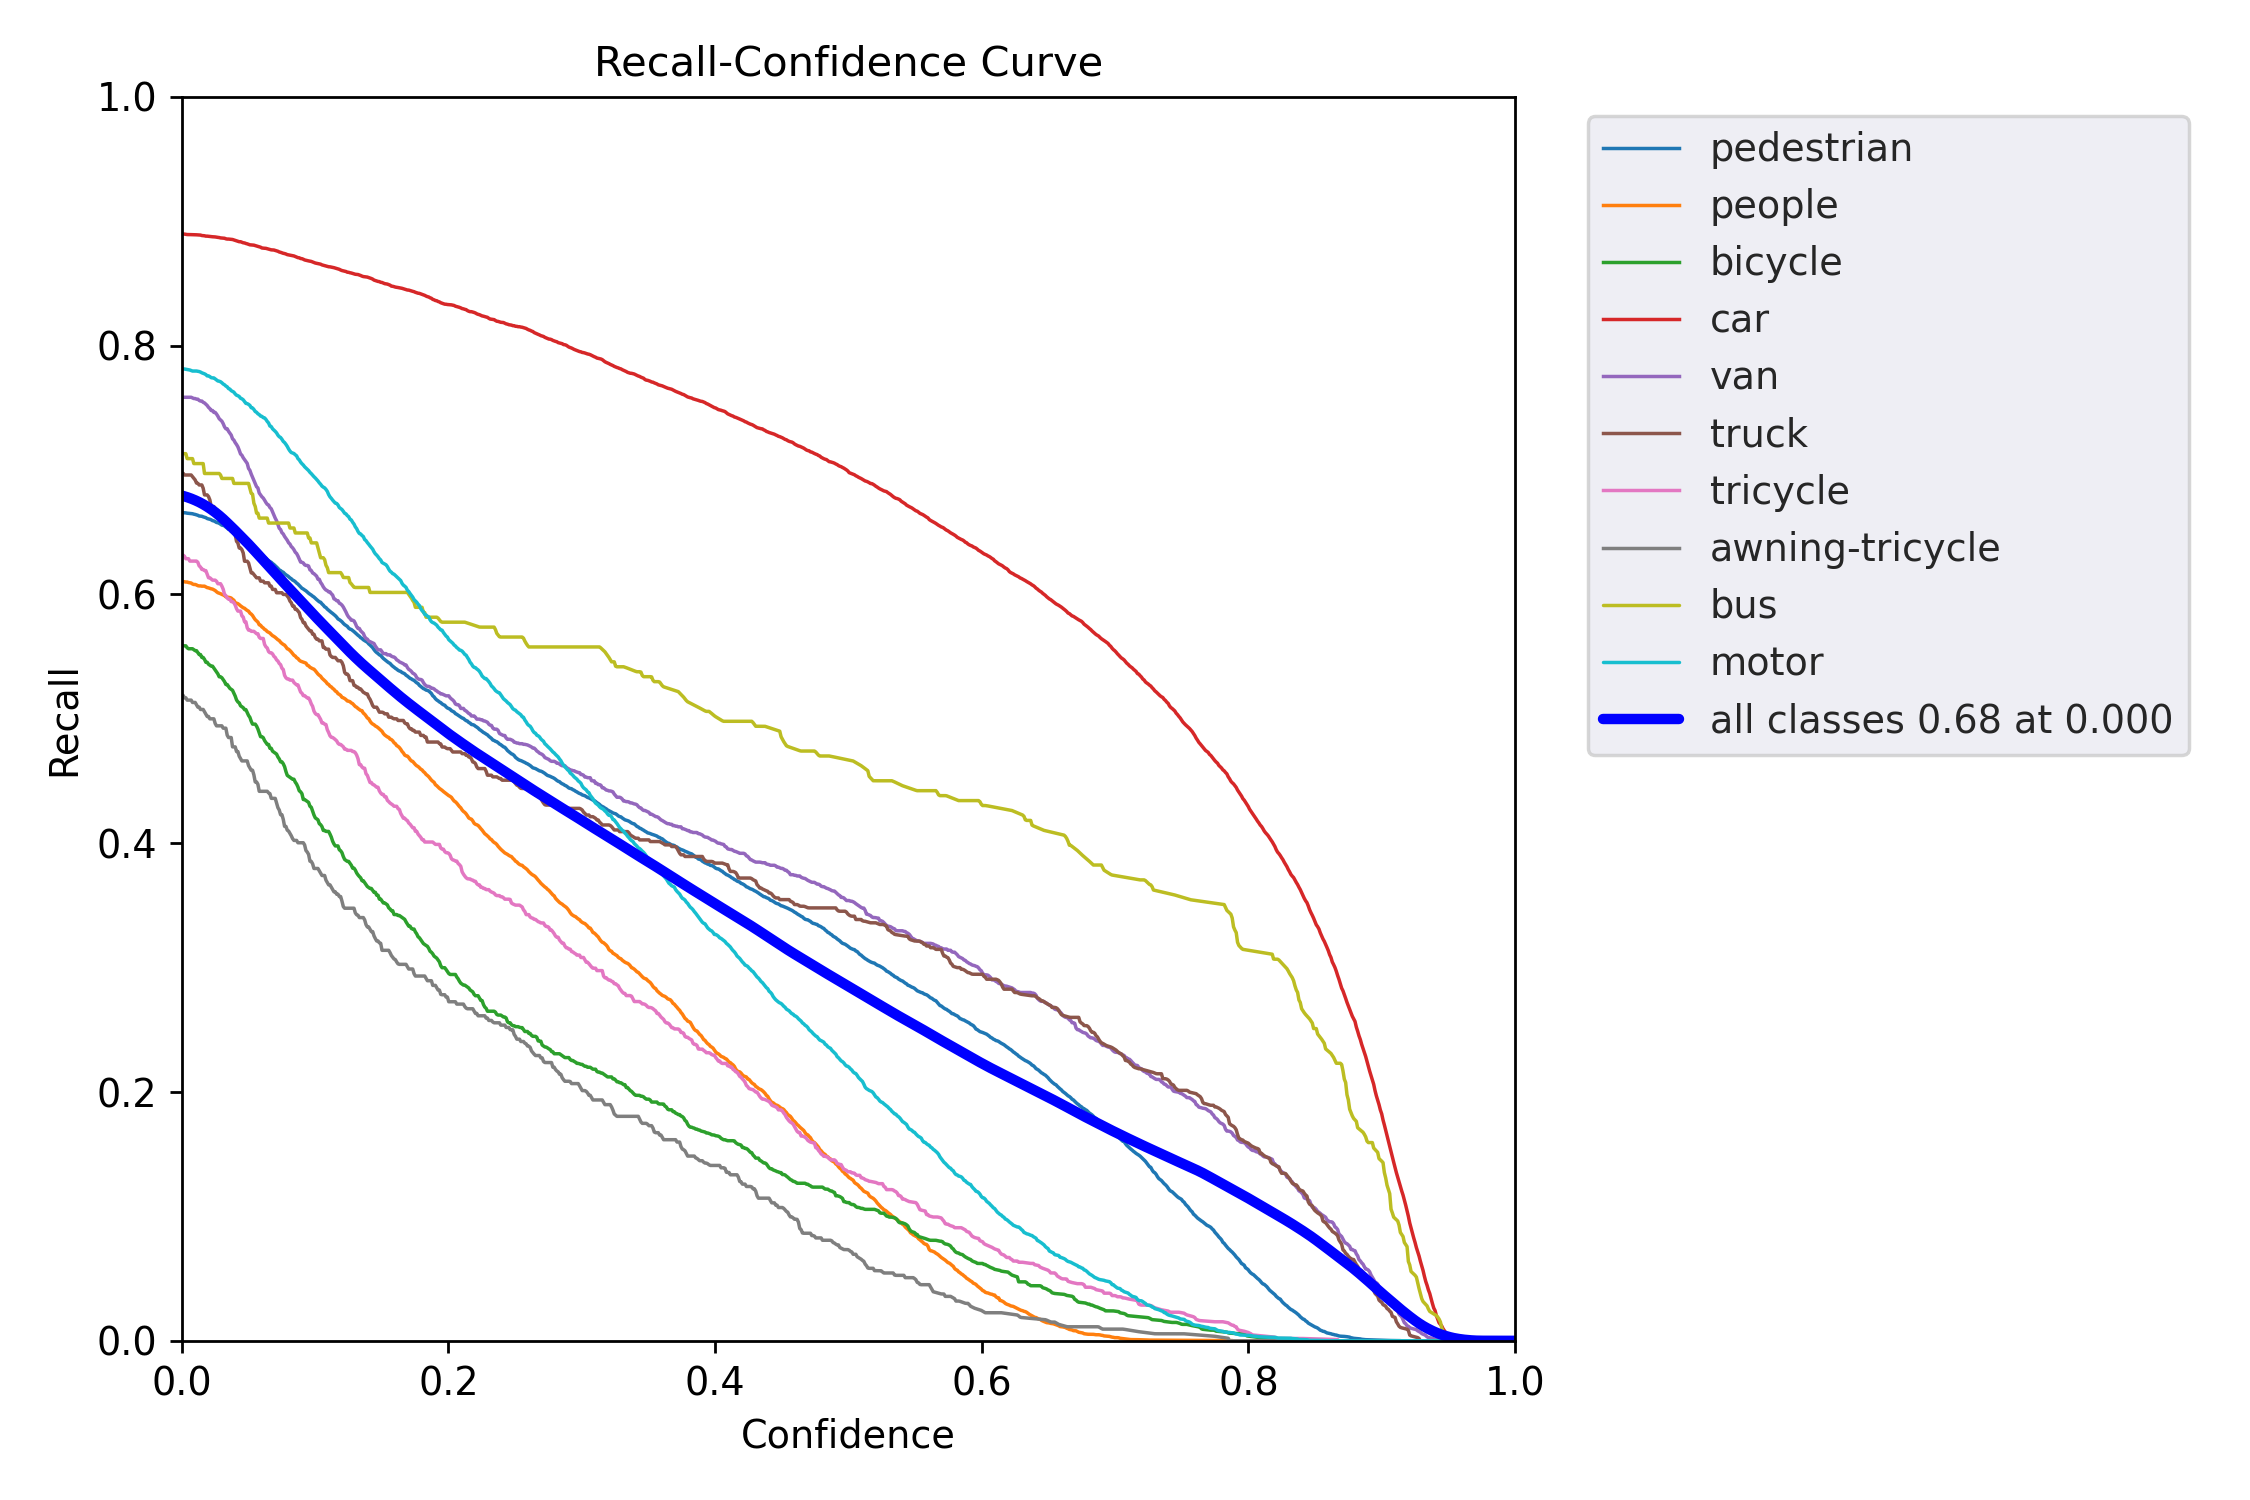 Recall-Confidence Curve
1.0
0.8
0.6
0.4
0.2
0.0
Recall
0.0 0.2 0.4 0.6 0.8 1.0
Confidence
pedestrian
people
bicycle
car
van
truck
tricycle
awning-tricycle
bus
motor
all classes 0.68 at 0.000